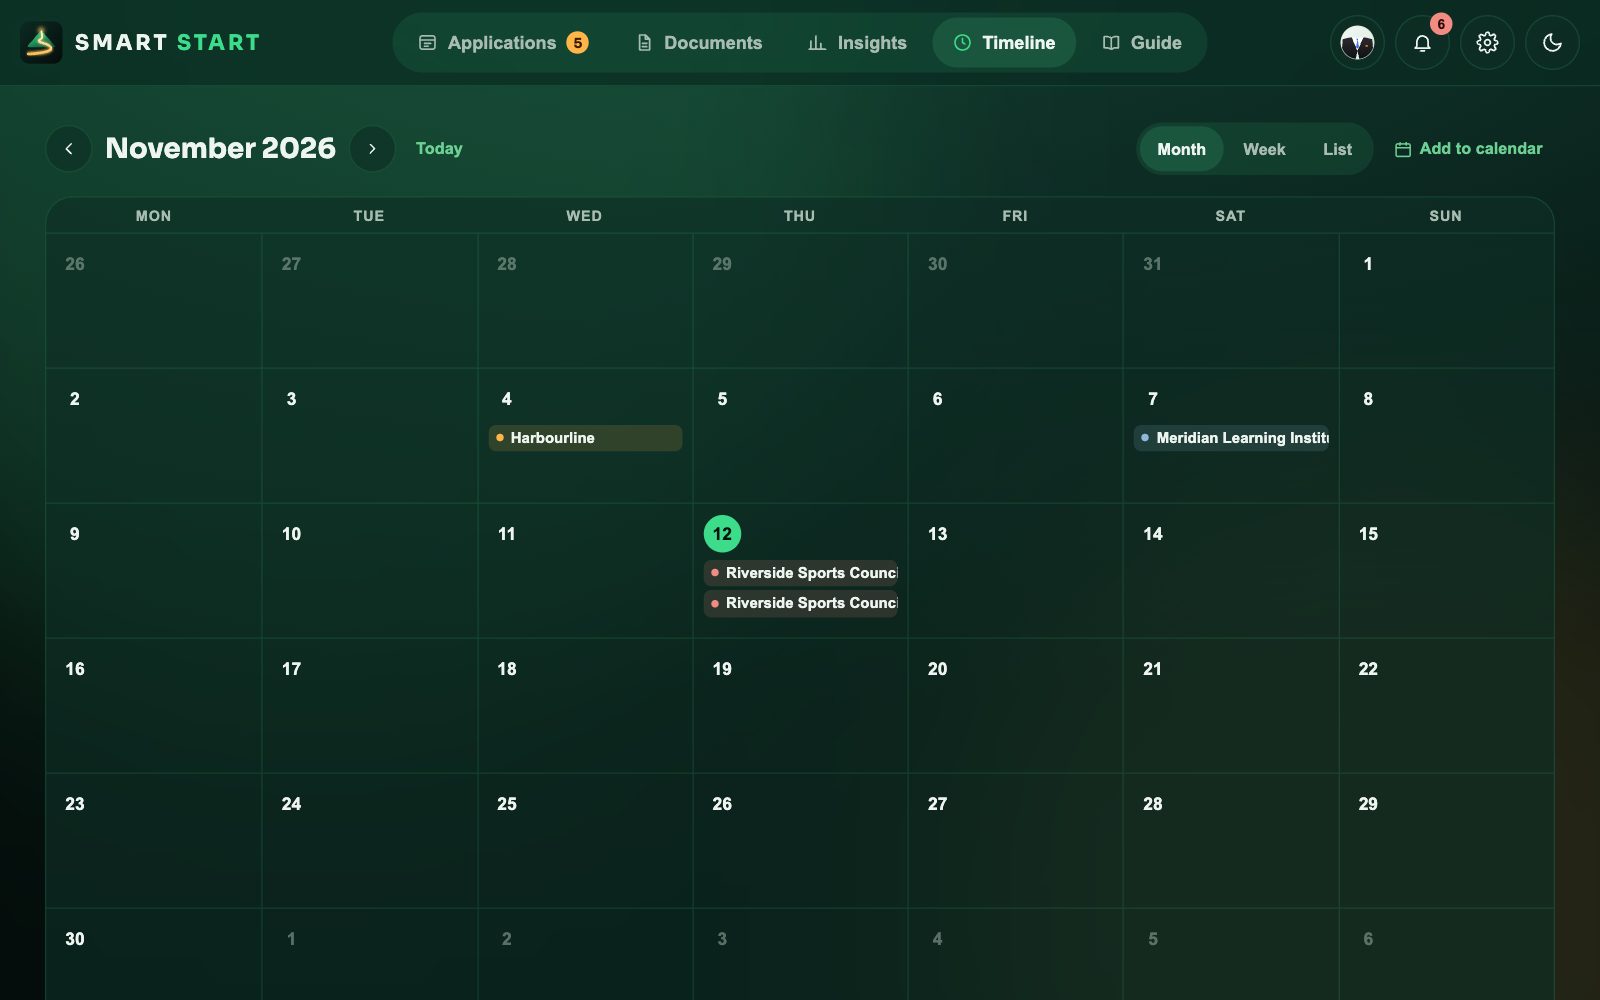 SMART START
Applications 5
Documents
Insights
Timeline
Guide
6
November 2026
Today
Month
Week
List
Add to calendar
MON TUE WED THU FRI SAT SUN
26 27 28 29 30 31 1
2 3 4 5 6 7 8
Harbourline
Meridian Learning Institu
9 10 11 12 13 14 15
Riverside Sports Counci
Riverside Sports Counci
16 17 18 19 20 21 22
23 24 25 26 27 28 29
30 1 2 3 4 5 6